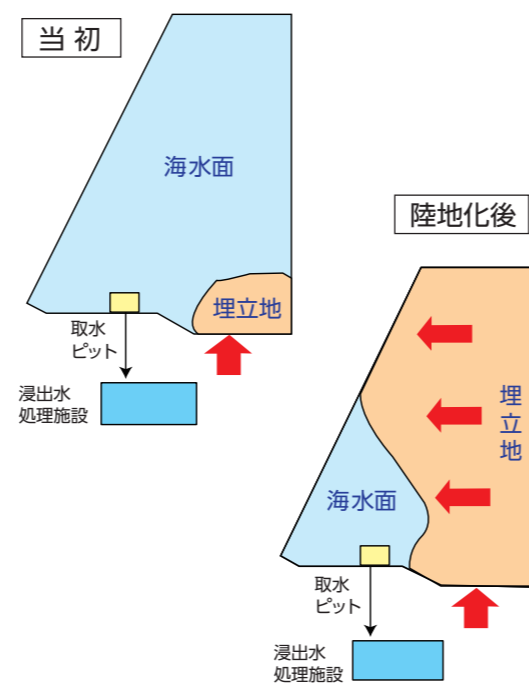 当初
海水面
埋立地
取水
ピット
浸出水
処理施設
陸地化後
埋立地
海水面
取水
ピット
浸出水
処理施設